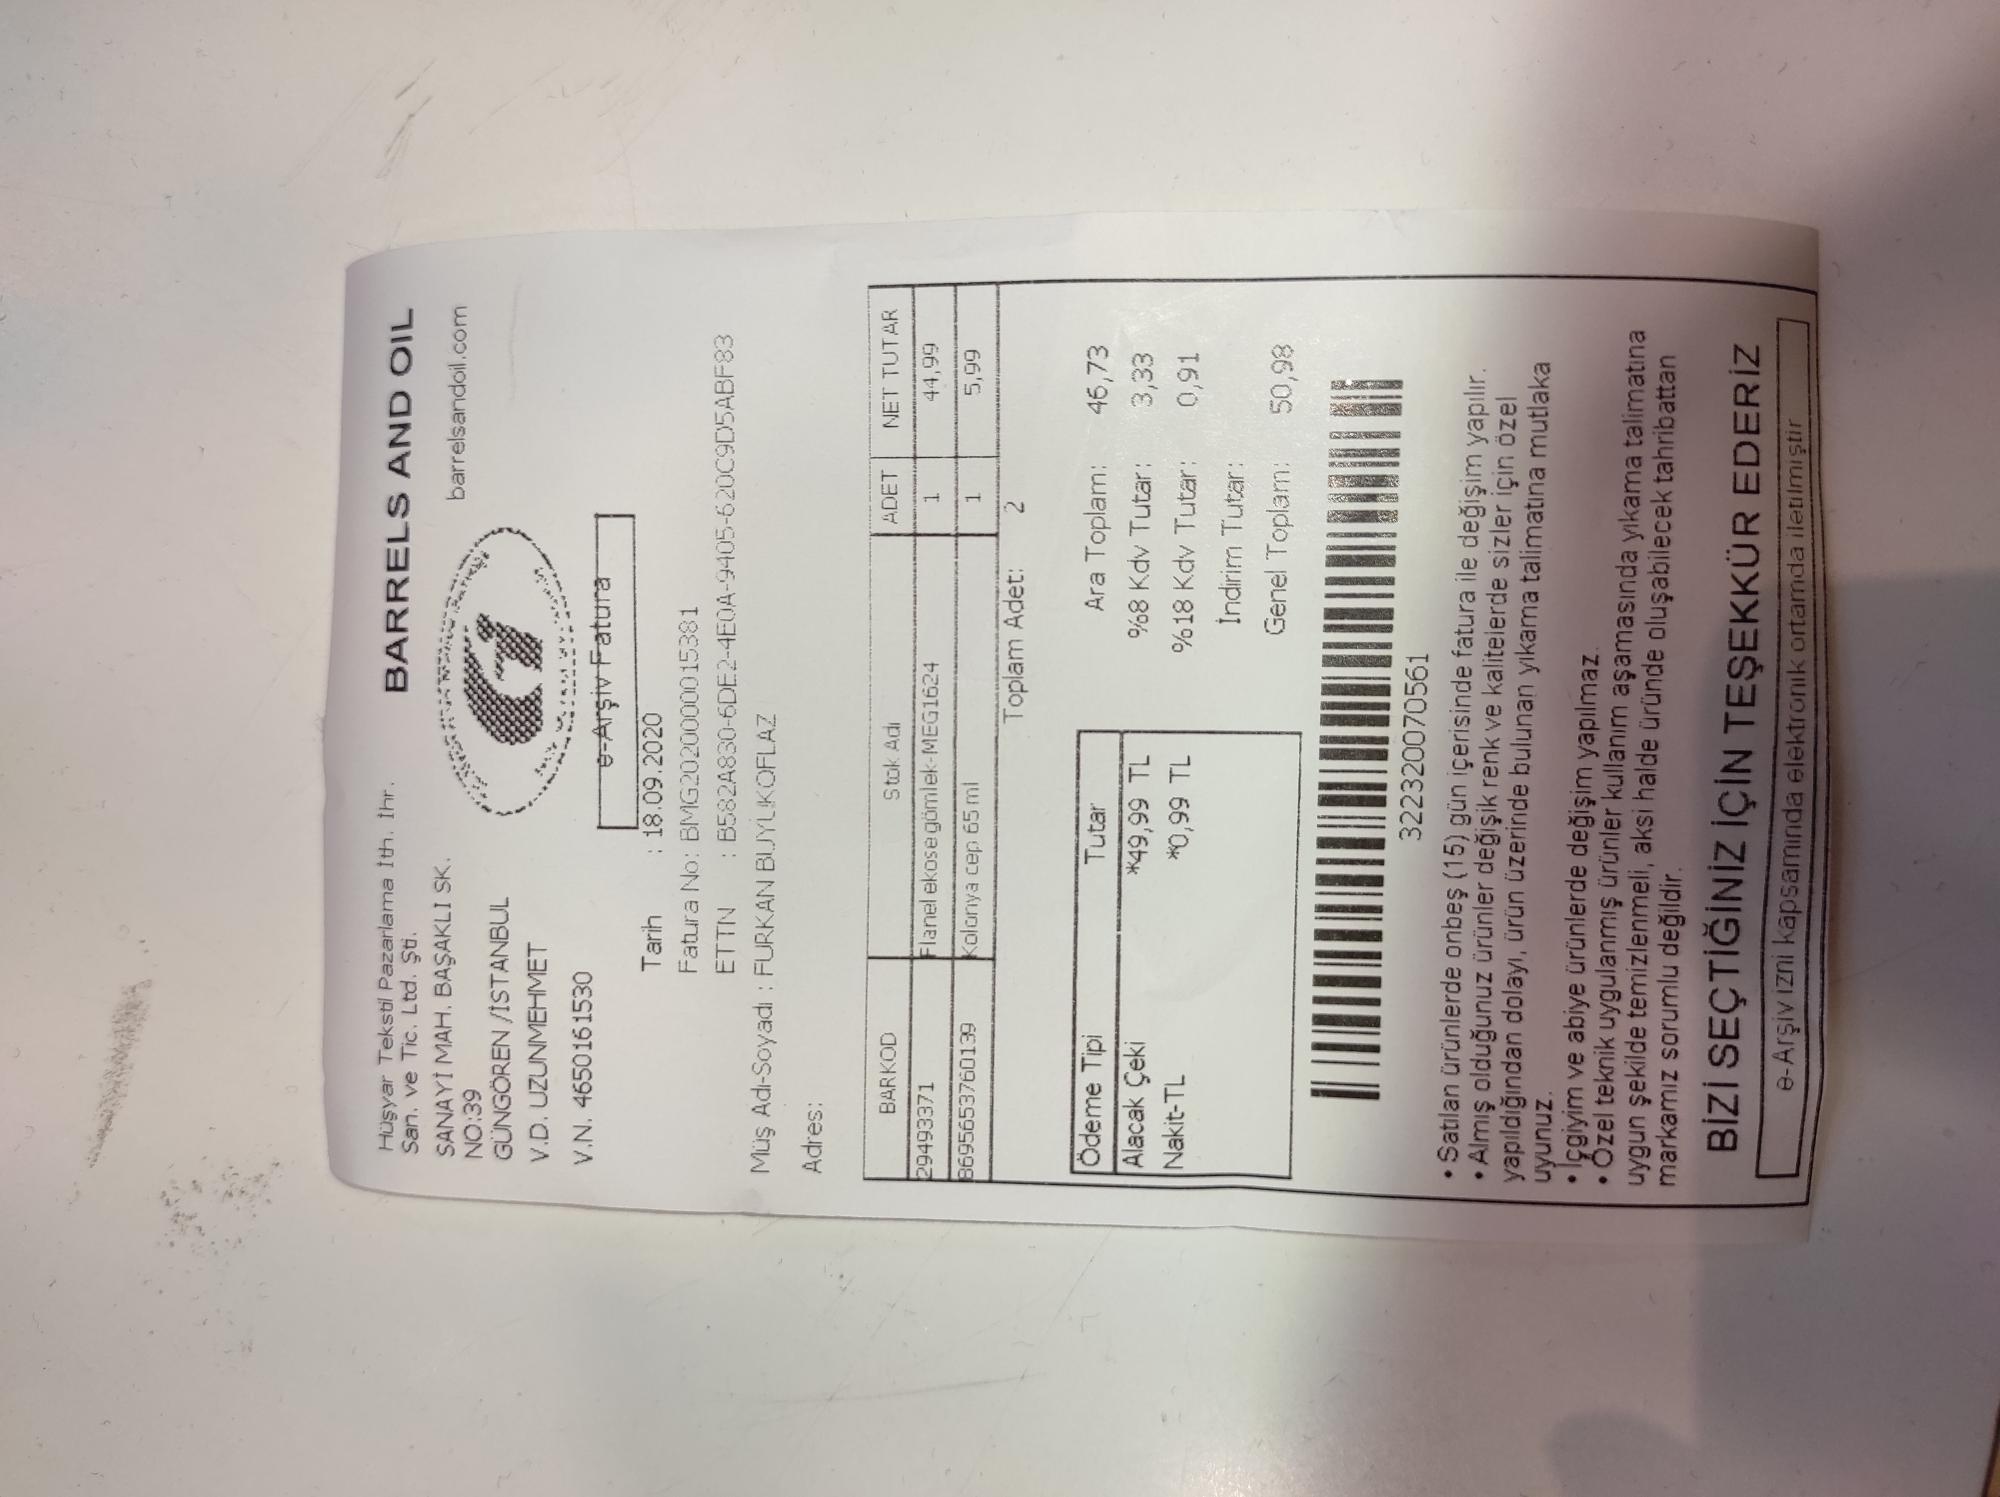 Hüşyar Tekstil Pazarlama İth. İhr.
San. ve Tic. Ltd. Şti.
SANAYİ MAH. BAŞAKLI SK.
NO:39
GÜNGÖREN /İSTANBUL
V.D. UZUNMEHMET
V.N. 4650161530
BARRELS AND OIL
barrelsandoil.com
e-Arşiv Fatura
Tarih : 18.09.2020
Fatura No: BMG2020000015381
ETTN : B582A830-6DE2-4E0A-9405-620C9D5ABF83
Müş Adı-Soyadı : FURKAN BUYUKOFLAZ
Adres:
BARKOD Stok Adı ADET NET TUTAR
29493371 Flanel ekose gömlek-MEG1624 1 44,99
8695653760139 Kolonya cep 65 ml 1 5,99
Toplam Adet: 2
Ödeme Tipi Tutar
Alacak Çeki *49,99 TL
Nakit-TL *0,99 TL
Ara Toplam: 46,73
%8 Kdv Tutar: 3,33
%18 Kdv Tutar: 0,91
İndirim Tutar:
Genel Toplam: 50,98
322320070561
• Satılan ürünlerde onbeş (15) gün içerisinde fatura ile değişim yapılır.
• Almış olduğunuz ürünler değişik renk ve kalitelerde sizler için özel
yapıldığından dolayı, ürün üzerinde bulunan yıkama talimatına mutlaka
uyunuz.
• İçgiyim ve abiye ürünlerde değişim yapılmaz.
• Özel teknik uygulanmış ürünler kullanım aşamasında yıkama talimatına
uygun şekilde temizlenmeli, aksi halde üründe oluşabilecek tahribattan
markamız sorumlu değildir.
BİZİ SEÇTİĞİNİZ İÇİN TEŞEKKÜR EDERİZ
e-Arşiv izni kapsamında elektronik ortamda iletilmiştir